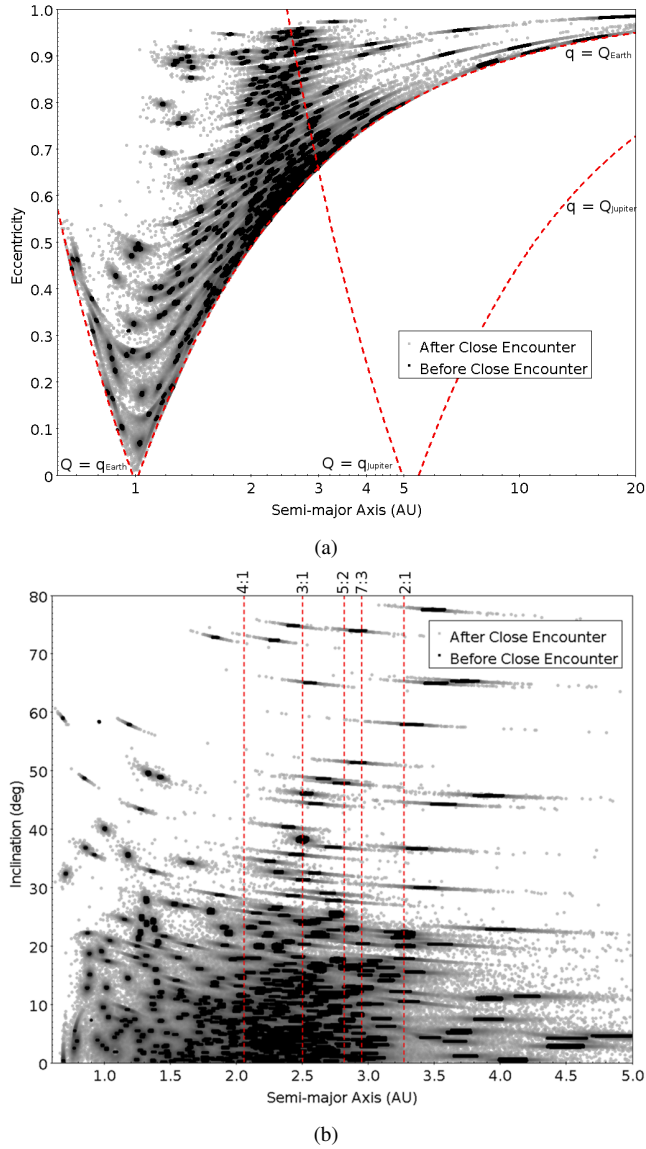 1.0
0.9
0.8
0.7
0.6
0.5
0.4
0.3
0.2
0.1
0
Eccentricity
q = QEarth
q = QJupiter
After Close Encounter
Before Close Encounter
Q = qEarth
Q = qJupiter
1 2 3 4 5 10 20
Semi-major Axis (AU)
(a)
4:1 3:1 5:2 7:3 2:1
80
70
60
50
40
30
20
10
0
Inclination (deg)
After Close Encounter
Before Close Encounter
1.0 1.5 2.0 2.5 3.0 3.5 4.0 4.5 5.0
Semi-major Axis (AU)
(b)